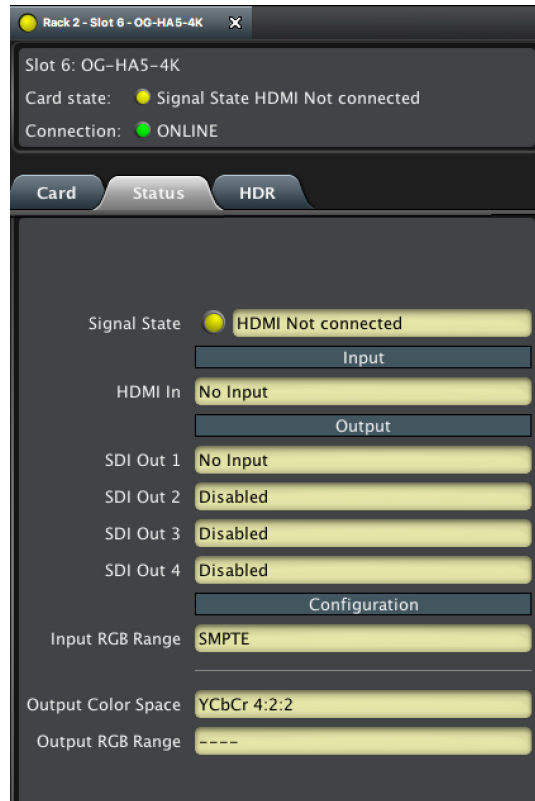 Rack 2 - Slot 6 - OG-HA5-4K X
Slot 6: OG-HA5-4K
Card state: Signal State HDMI Not connected
Connection: ONLINE
Card Status HDR
Signal State HDMI Not connected
Input
HDMI In No Input
Output
SDI Out 1 No Input
SDI Out 2 Disabled
SDI Out 3 Disabled
SDI Out 4 Disabled
Configuration
Input RGB Range SMPTE
Output Color Space YCbCr 4:2:2
Output RGB Range ----